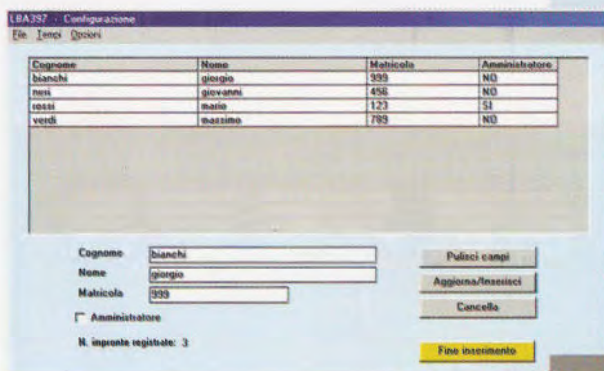 LBA397 - Configurazione
File Tempi Opzioni
Cognome Nome Matricola Amministratore
bianchi giorgio 999 NO
neri giovanni 456 NO
rossi mario 123 SI
verdi massimo 789 NO
Cognome bianchi
Nome giorgio
Matricola 999
Amministratore
N. impronte registrate: 3
Pulisci campi
Aggiorna/Inserisci
Cancella
Fine inserimento